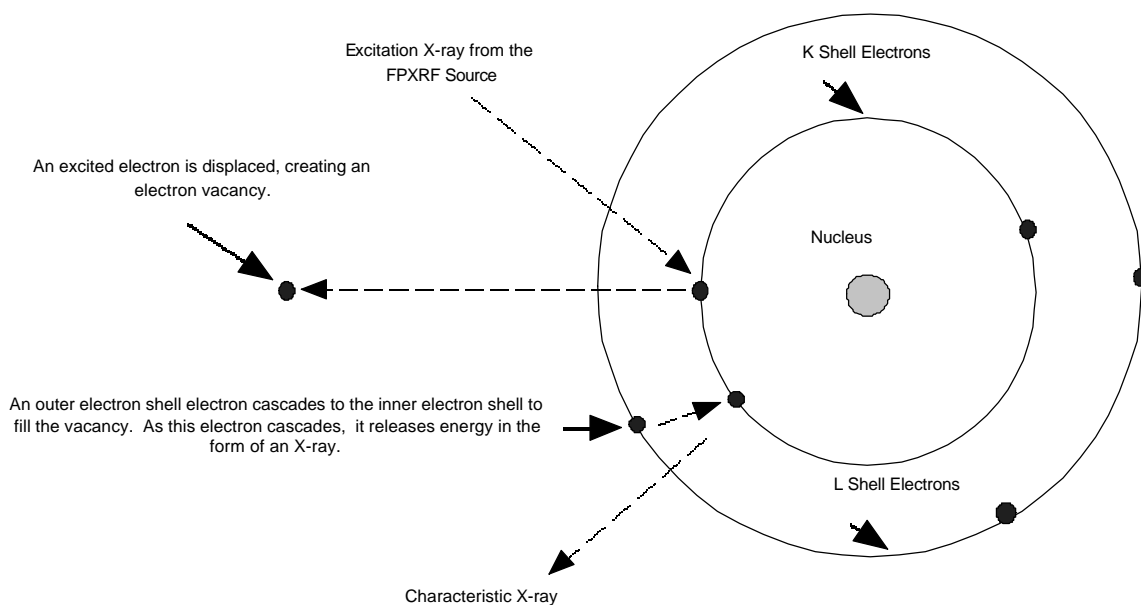 Excitation X-ray from the
FPXRF Source
K Shell Electrons
An excited electron is displaced, creating an
electron vacancy.
Nucleus
An outer electron shell electron cascades to the inner electron shell to
fill the vacancy.  As this electron cascades,  it releases energy in the
form of an X-ray.
L Shell Electrons
Characteristic X-ray